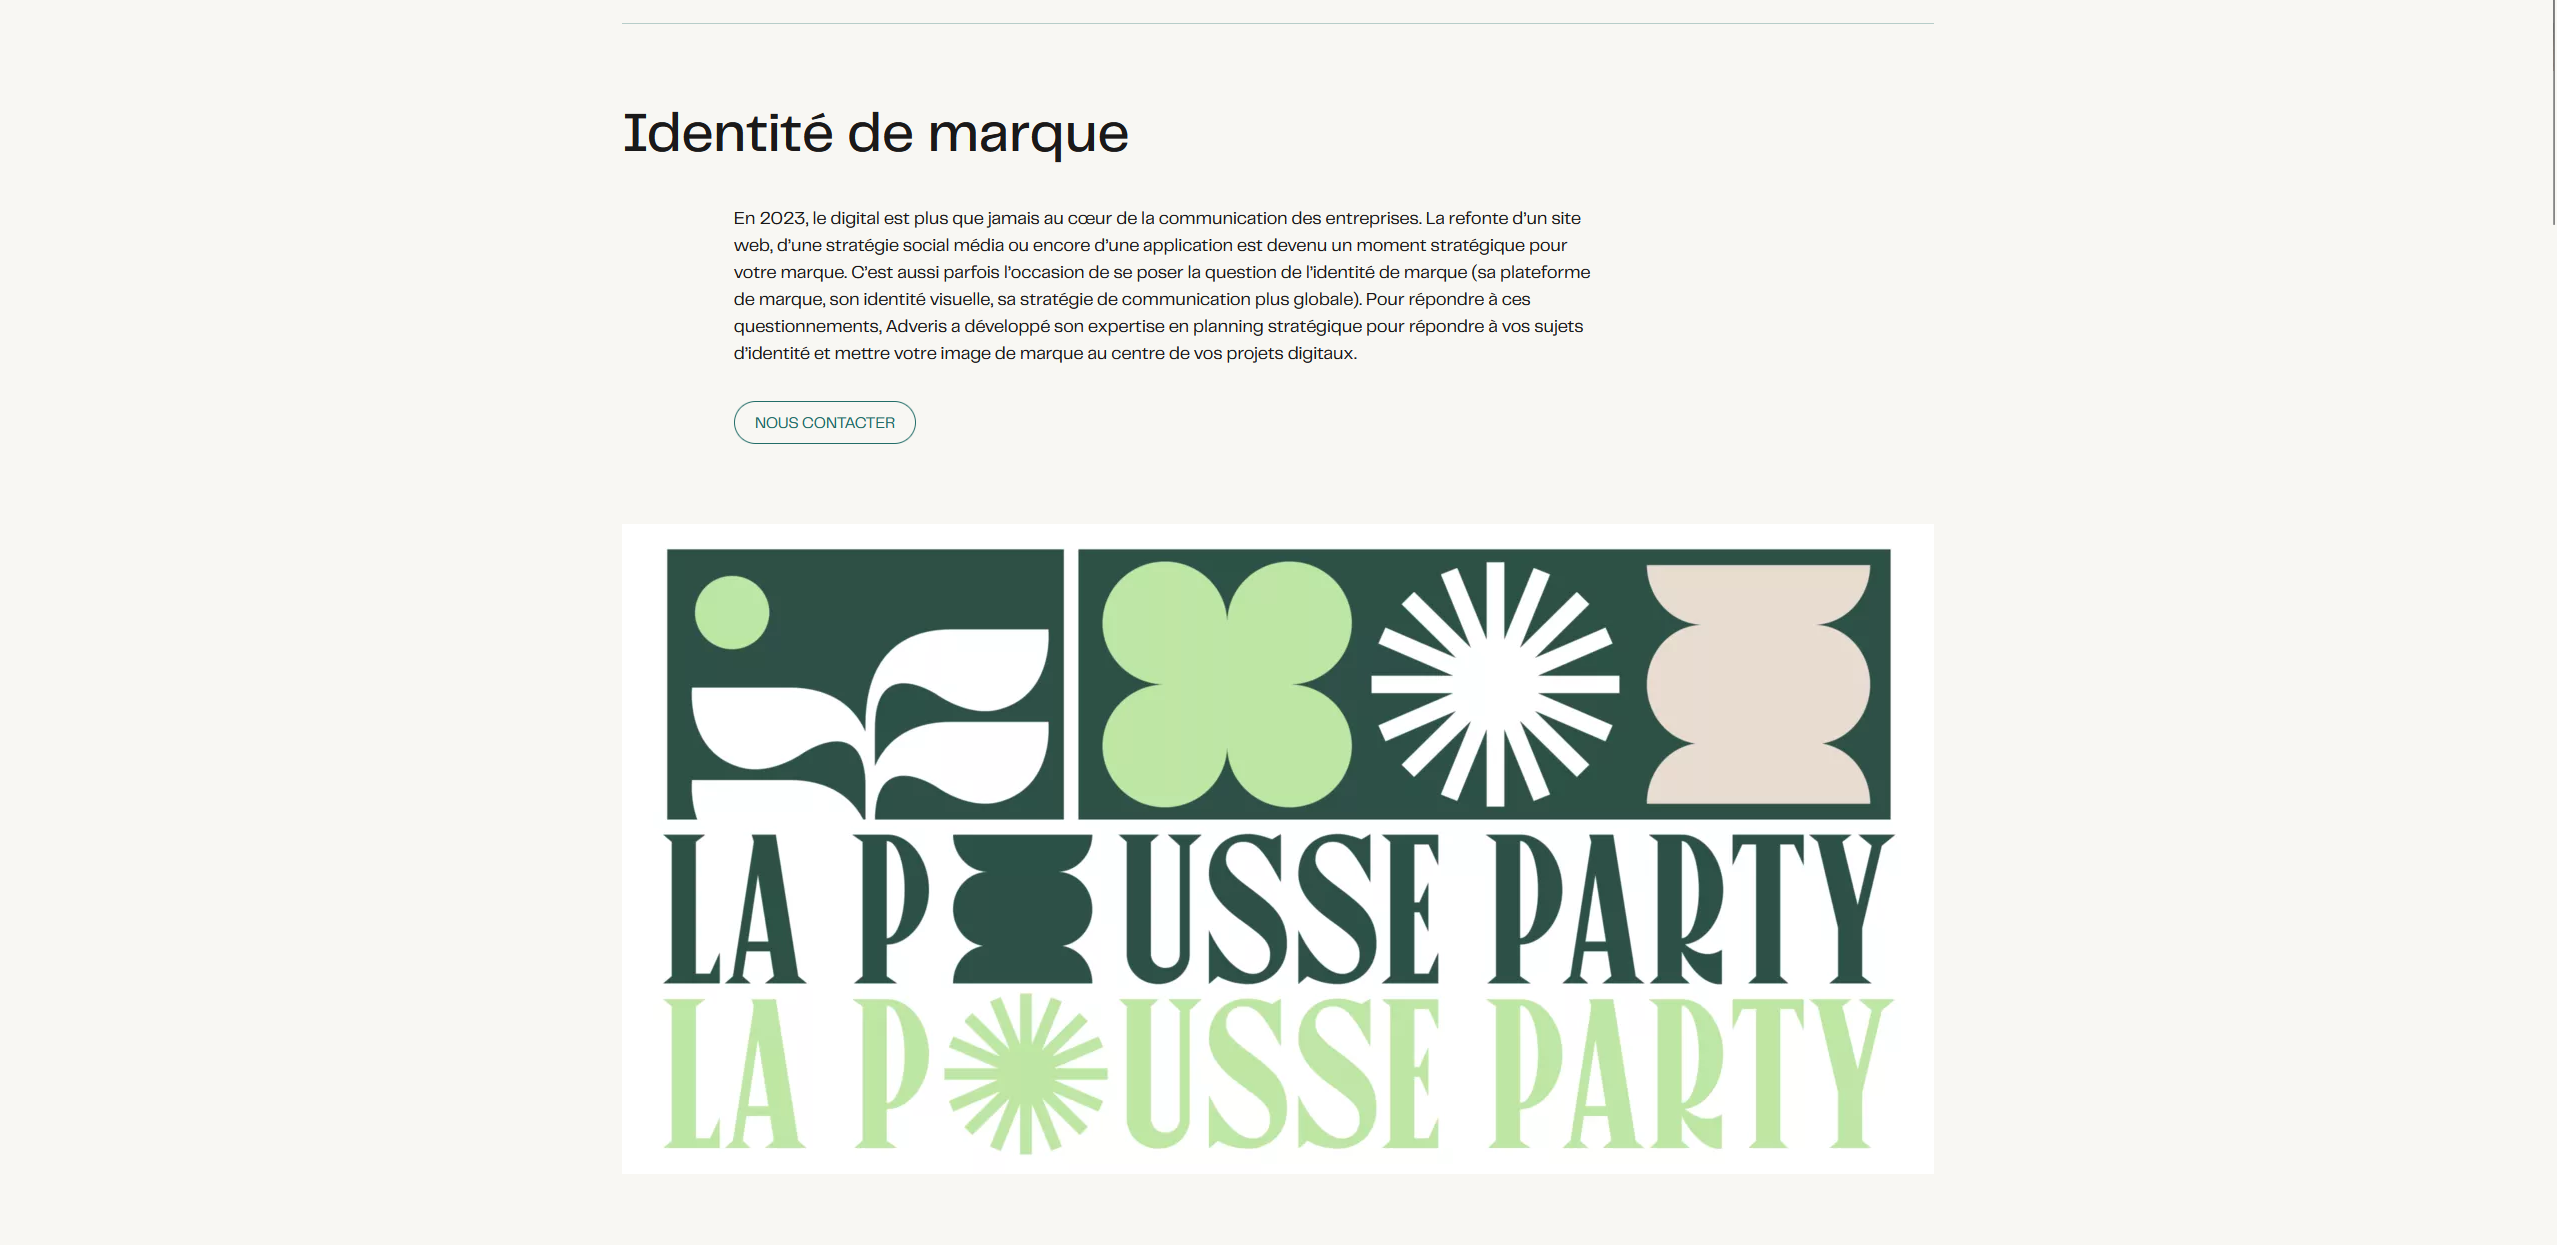 Identité de marque
En 2023, le digital est plus que jamais au cœur de la communication des entreprises. La refonte d’un site
web, d’une stratégie social média ou encore d’une application est devenu un moment stratégique pour
votre marque. C’est aussi parfois l’occasion de se poser la question de l’identité de marque (sa plateforme
de marque, son identité visuelle, sa stratégie de communication plus globale). Pour répondre à ces
questionnements, Adveris a développé son expertise en planning stratégique pour répondre à vos sujets
d’identité et mettre votre image de marque au centre de vos projets digitaux.
NOUS CONTACTER
LA POUSSE PARTY
LA POUSSE PARTY